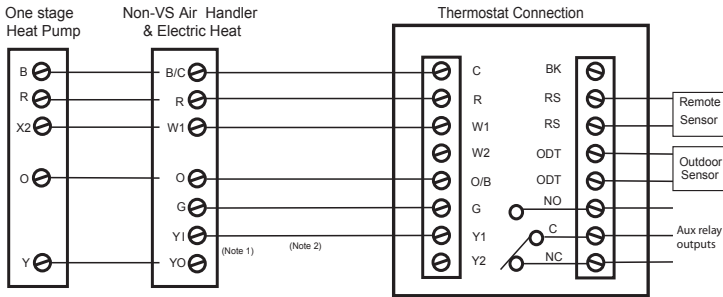 One stage
Heat Pump
Non-VS Air Handler
& Electric Heat
Thermostat Connection
B
R
X2
O
Y
B/C
R
W1
O
G
Y1
YO
(Note 1)
(Note 2)
C
R
W1
W2
O/B
G
Y1
Y2
BK
RS
RS
ODT
ODT
NO
C
NC
Remote
Sensor
Outdoor
Sensor
Aux relay
outputs